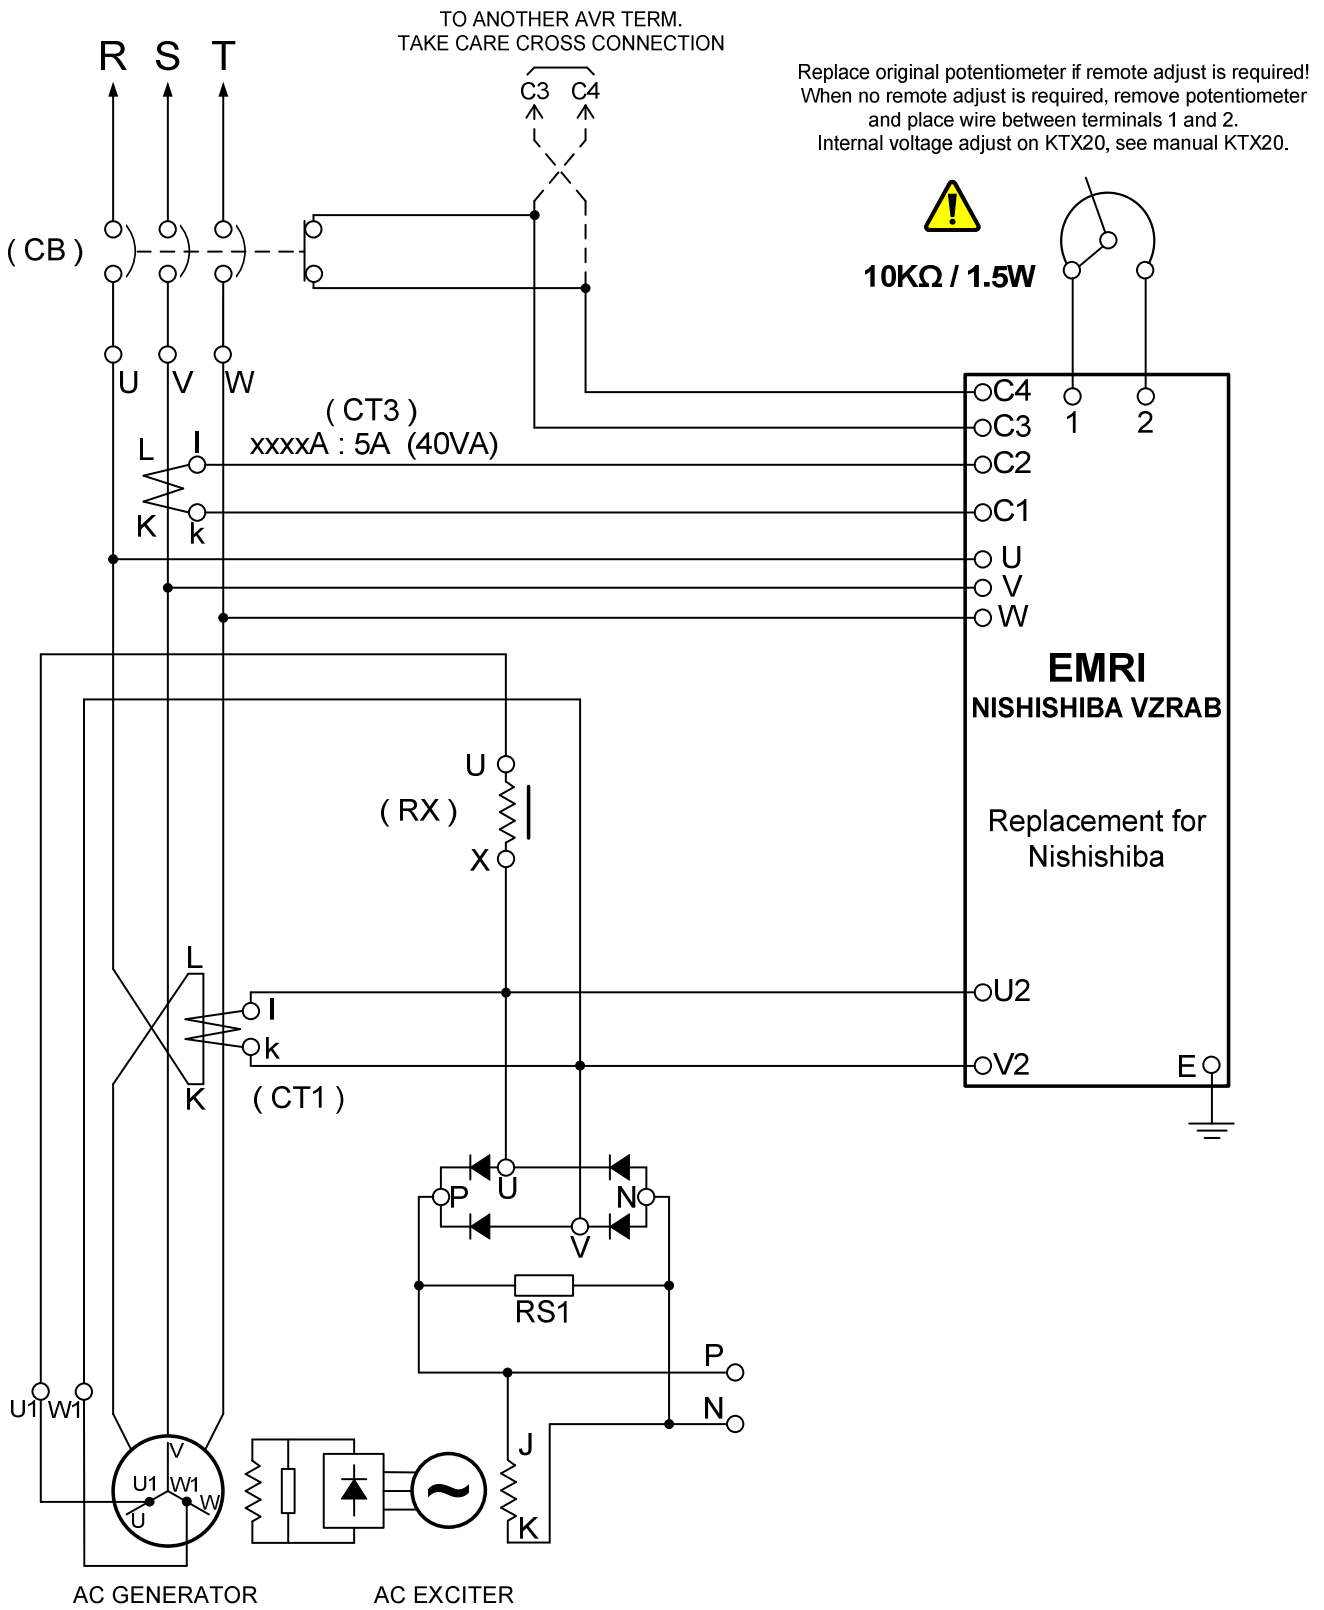 TO ANOTHER AVR TERM.
TAKE CARE CROSS CONNECTION
R S T
C3 C4
Replace original potentiometer if remote adjust is required!
When no remote adjust is required, remove potentiometer
and place wire between terminals 1 and 2.
Internal voltage adjust on KTX20, see manual KTX20.
!
( CB )
10KΩ / 1.5W
U V W
( CT3 )
xxxxA : 5A (40VA)
L l
K k
C4
C3
C2
C1
1 2
U
V
W
EMRI
NISHISHIBA VZRAB
U
( RX )
X
Replacement for
Nishishiba
L
l
k
K
( CT1 )
U2
V2
E
P U N
V
RS1
P
N
U1 W1
J
K
V
U1 W1
U W
~
AC GENERATOR
AC EXCITER